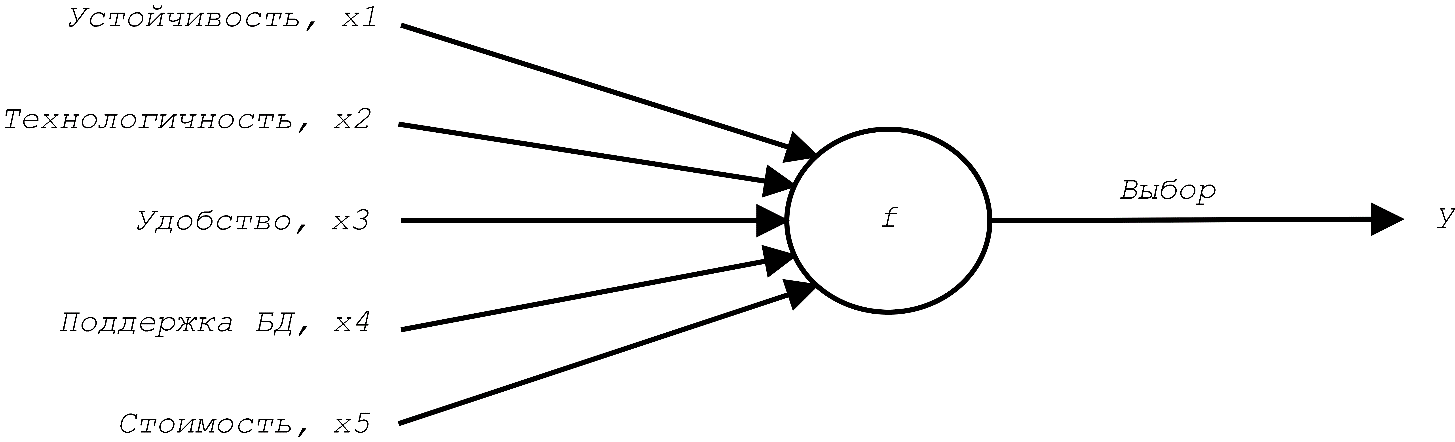 Устойчивость, x1
Технологичность, x2
Удобство, x3
Поддержка БД, x4
Стоимость, x5
f
Выбор
y